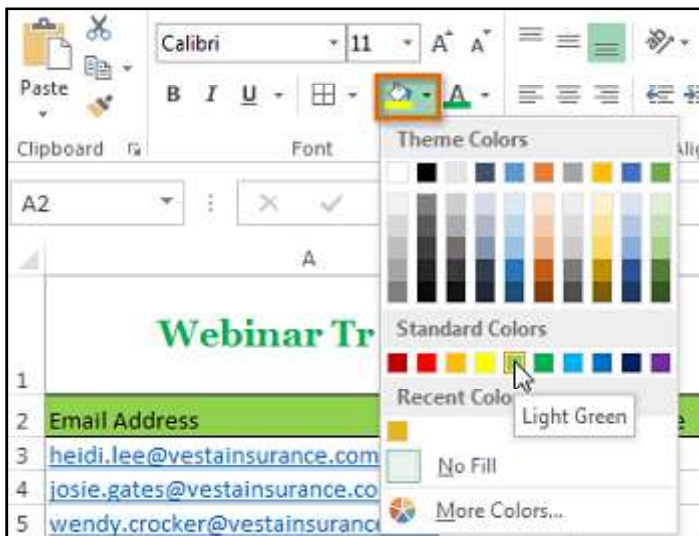 Calibri 11 A A
Paste
B I U A
Clipboard Font
Theme Colors
A2
A
Webinar Tr
Standard Colors
1
Recent Colo
Light Green
2 Email Address e
3 heidi.lee@vestainsurance.com
No Fill
4 josie.gates@vestainsurance.co
More Colors...
5 wendy.crocker@vestainsuranc